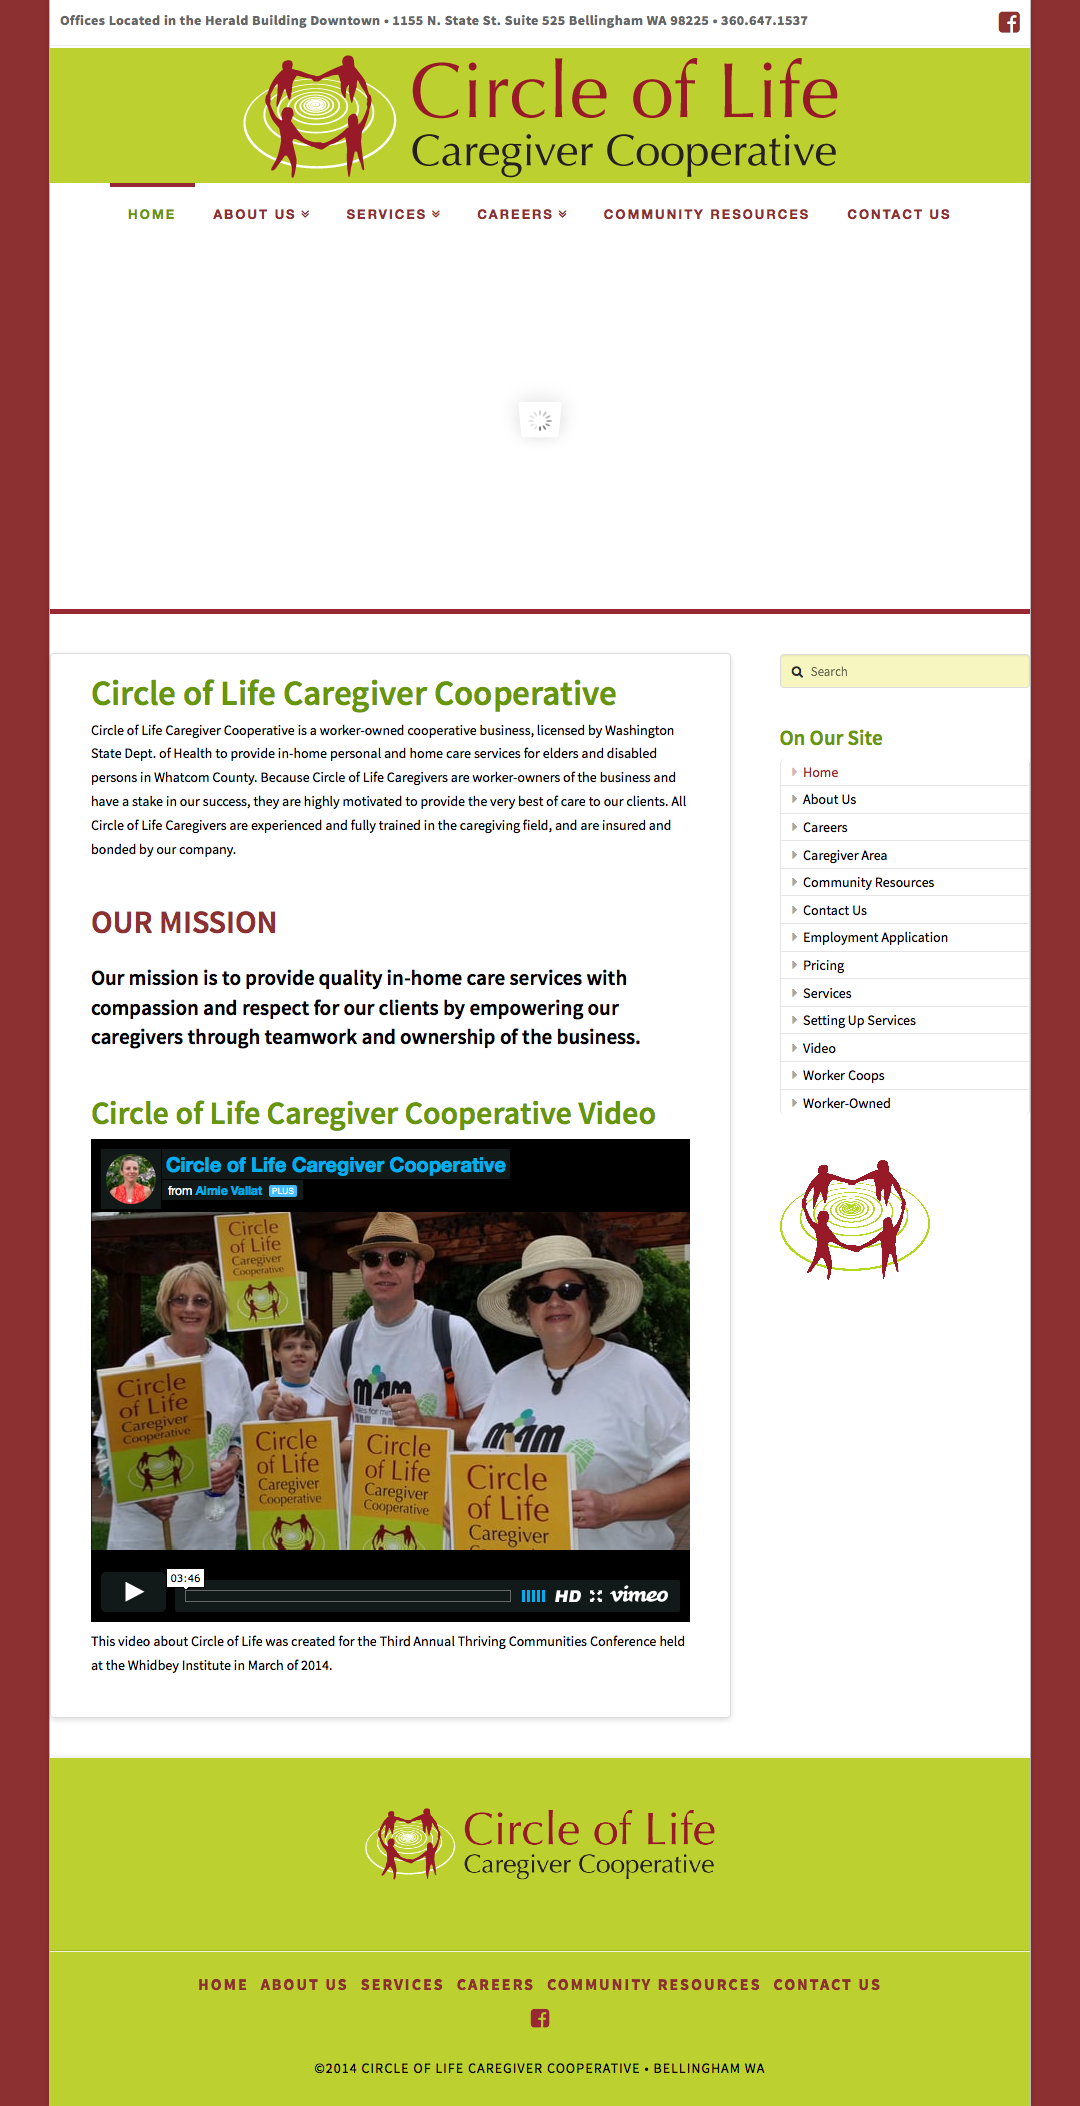 Offices Located in the Herald Building Downtown • 1155 N. State St. Suite 525 Bellingham WA 98225 • 360.647.1537
Circle of Life
Caregiver Cooperative
HOME ABOUT US SERVICES CAREERS COMMUNITY RESOURCES CONTACT US
Circle of Life Caregiver Cooperative
Circle of Life Caregiver Cooperative is a worker-owned cooperative business, licensed by Washington
State Dept. of Health to provide in-home personal and home care services for elders and disabled
persons in Whatcom County. Because Circle of Life Caregivers are worker-owners of the business and
have a stake in our success, they are highly motivated to provide the very best of care to our clients. All
Circle of Life Caregivers are experienced and fully trained in the caregiving field, and are insured and
bonded by our company.
OUR MISSION
Our mission is to provide quality in-home care services with
compassion and respect for our clients by empowering our
caregivers through teamwork and ownership of the business.
Circle of Life Caregiver Cooperative Video
Circle of Life Caregiver Cooperative
from Aimie Vallat PLUS
Circle
of Life
Caregiver
Cooperative
Circle
of Life
Caregiver
Cooperative
Circle
of Life
Caregiver
Cooperative
Circle
of Life
Caregiver
Cooperative
Circle
of Life
Caregiver
03:46
HD vimeo
This video about Circle of Life was created for the Third Annual Thriving Communities Conference held
at the Whidbey Institute in March of 2014.
Search
On Our Site
Home
About Us
Careers
Caregiver Area
Community Resources
Contact Us
Employment Application
Pricing
Services
Setting Up Services
Video
Worker Coops
Worker-Owned
Circle of Life
Caregiver Cooperative
HOME ABOUT US SERVICES CAREERS COMMUNITY RESOURCES CONTACT US
©2014 CIRCLE OF LIFE CAREGIVER COOPERATIVE • BELLINGHAM WA